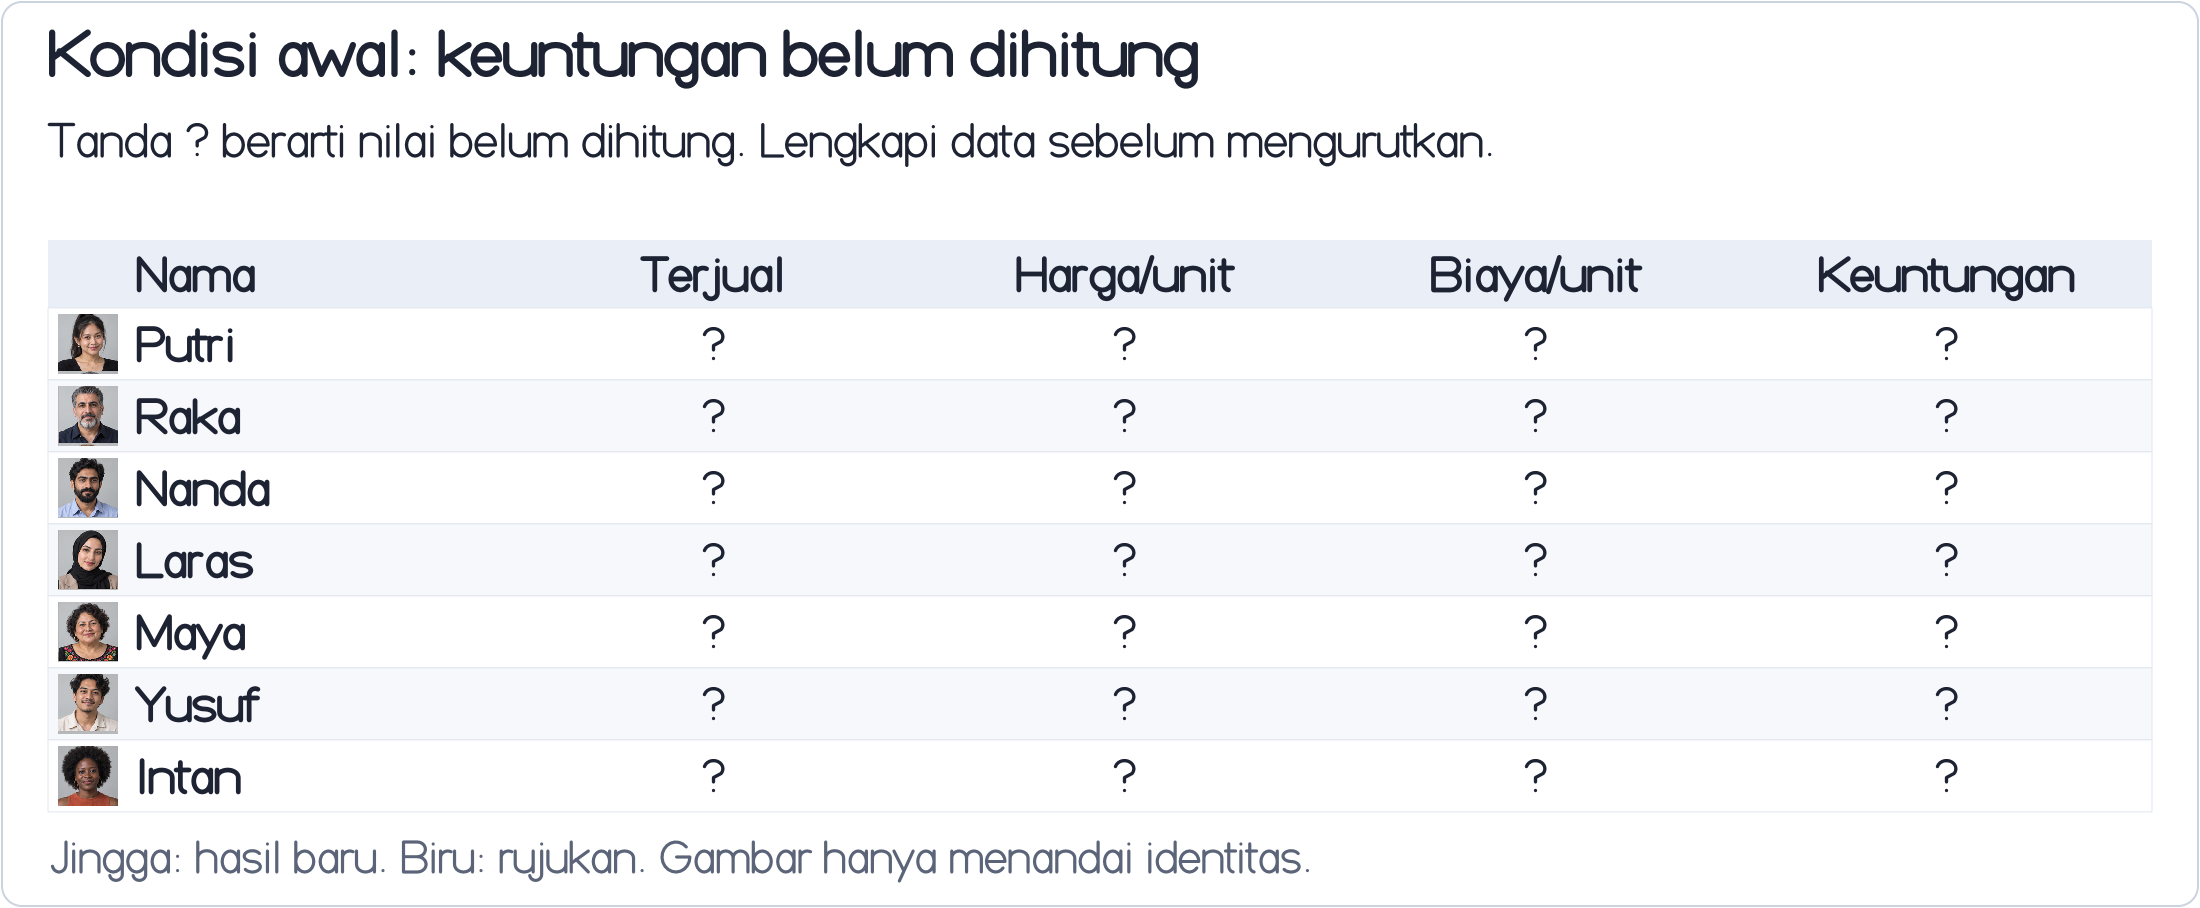 Kondisi awal: keuntungan belum dihitung
Tanda ? berarti nilai belum dihitung. Lengkapi data sebelum mengurutkan.
Nama Terjual Harga/unit Biaya/unit Keuntungan
Putri ? ? ? ?
Raka ? ? ? ?
Nanda ? ? ? ?
Laras ? ? ? ?
Maya ? ? ? ?
Yusuf ? ? ? ?
Intan ? ? ? ?
Jingga: hasil baru. Biru: rujukan. Gambar hanya menandai identitas.